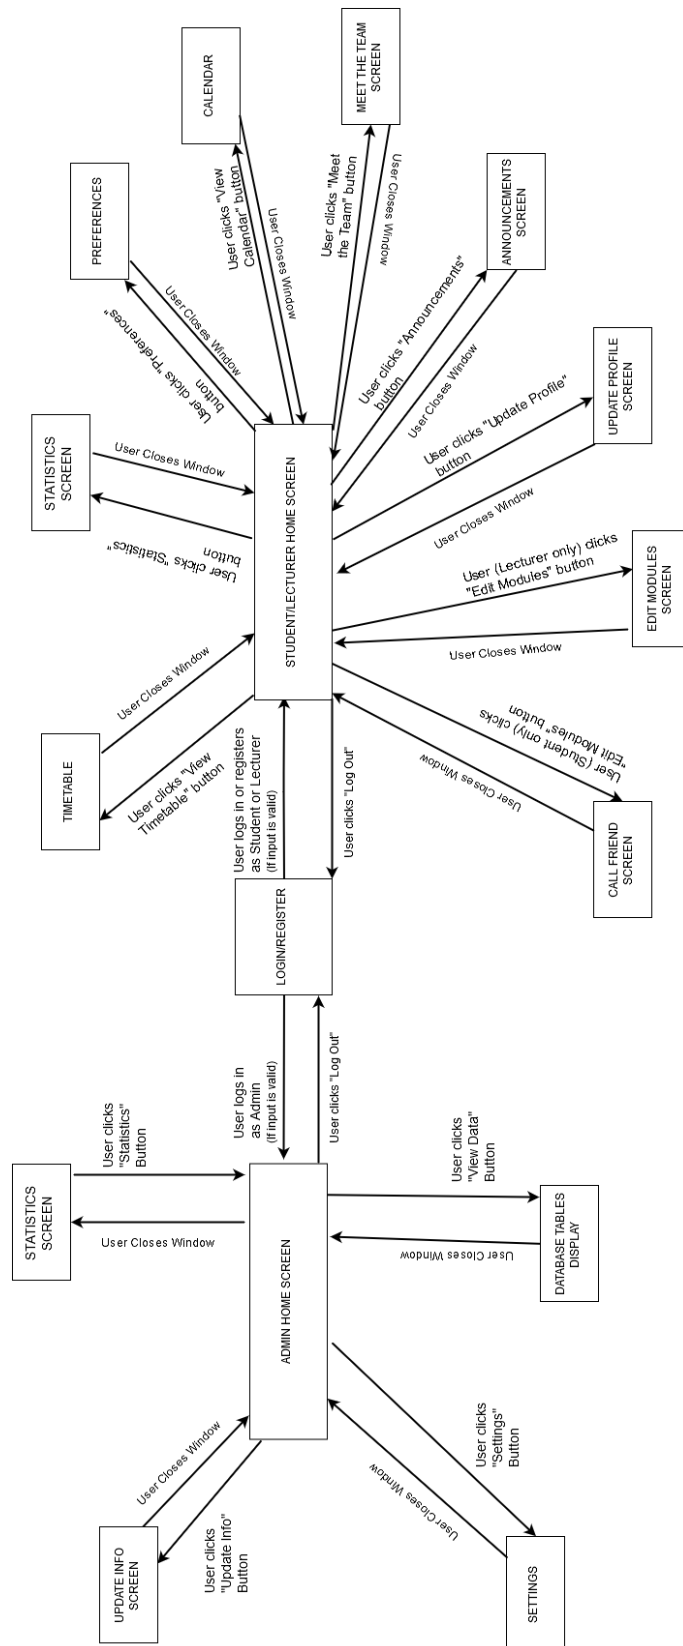 CALENDAR
MEET THE TEAM
SCREEN
PREFERENCES
ANNOUNCEMENTS
SCREEN
STATISTICS
SCREEN
UPDATE PROFILE
SCREEN
TIMETABLE
STUDENT/LECTURER HOME SCREEN
EDIT MODULES
SCREEN
CALL FRIEND
SCREEN
User clicks "View
Calendar" button
User Closes Window
User clicks "Meet
the Team" button
User Closes Window
User clicks "Preferences"
button
User Closes Window
User clicks "Announcements"
button
User Closes Window
User clicks "Statistics"
button
User Closes Window
User clicks "Update Profile"
button
User Closes Window
User clicks "View
Timetable" button
User Closes Window
User (Lecturer only) clicks
"Edit Modules" button
User Closes Window
User (Student only) clicks
"Edit Modules" button
User Closes Window
User logs in or registers
as Student or Lecturer
(If input is valid)
User clicks "Log Out"
LOGIN/REGISTER
User logs in
as Admin
(If input is valid)
User clicks "Log Out"
ADMIN HOME SCREEN
STATISTICS
SCREEN
User clicks
"Statistics"
Button
User Closes Window
User clicks
"View Data"
Button
User Closes Window
DATABASE TABLES
DISPLAY
UPDATE INFO
SCREEN
User Closes Window
User clicks
"Update Info"
Button
User clicks
"Settings"
Button
User Closes Window
SETTINGS